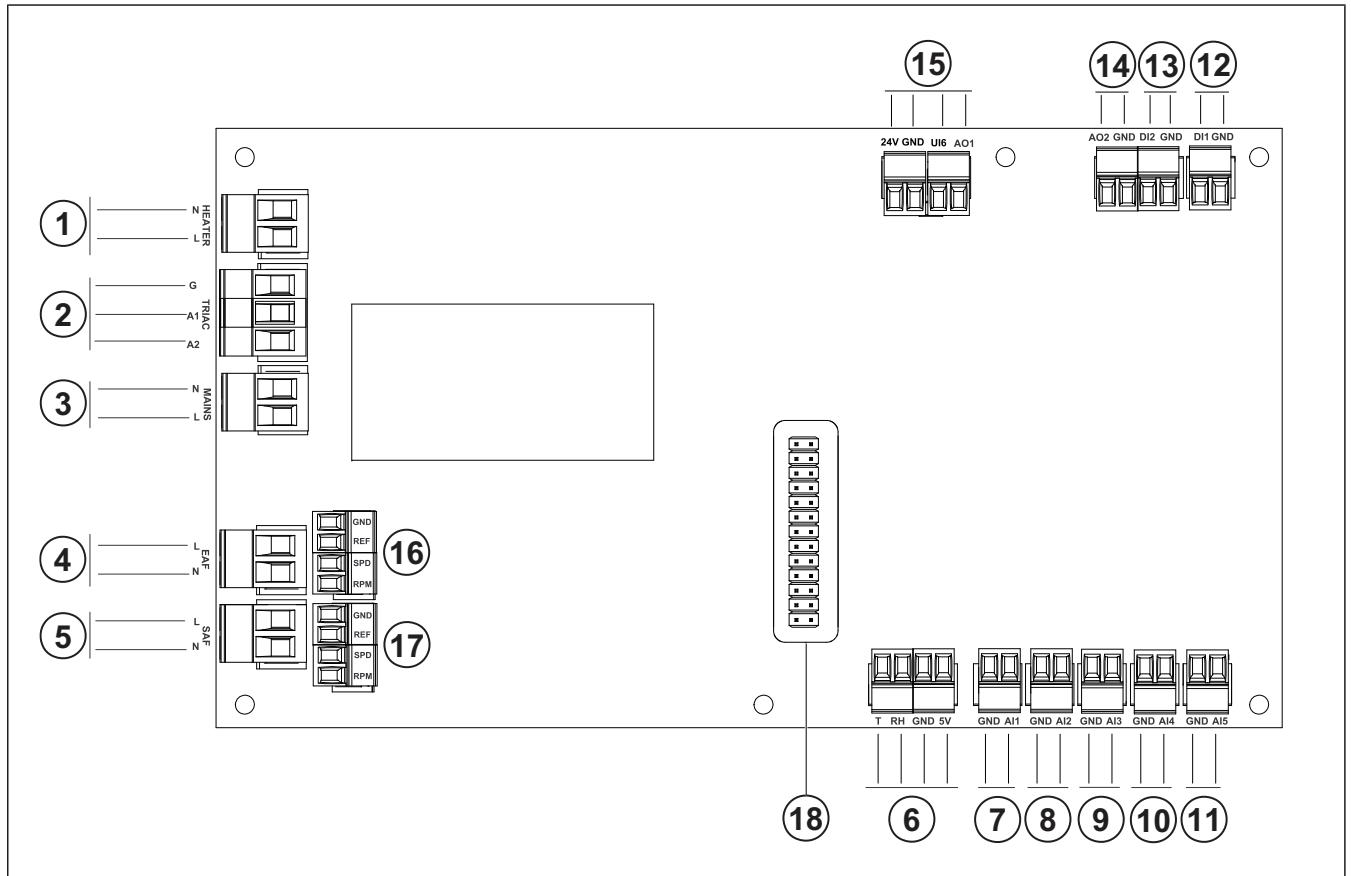 15
14 13 12
24V GND UI6 AO1
AO2 GND DI2 GND DI1 GND
1
N
L
HEATER
2
G
A1
A2
TRIAC
3
N
L
MAINS
4
L
N
EAF
GND
REF
SPD
RPM
16
5
L
N
SAF
GND
REF
SPD
RPM
17
T RH GND 5V GND AI1 GND AI2 GND AI3 GND AI4 GND AI5
18 6 7 8 9 10 11